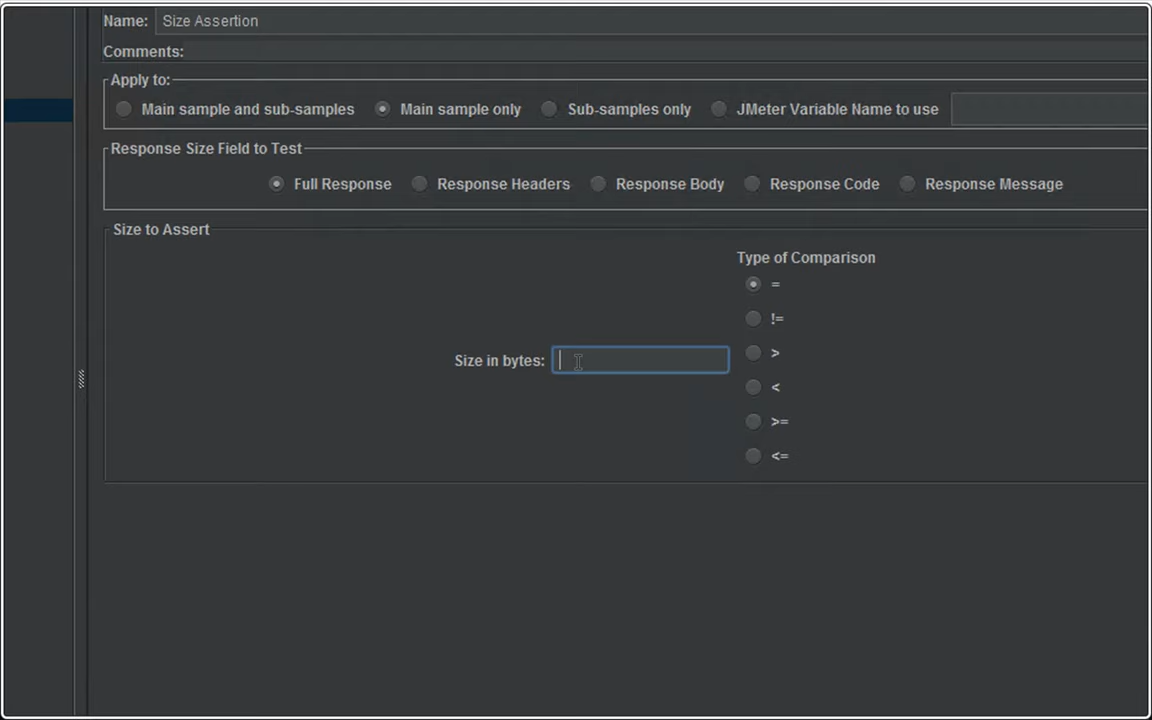 Name: Size Assertion
Comments:
Apply to:
Main sample and sub-samples Main sample only Sub-samples only JMeter Variable Name to use
Response Size Field to Test
Full Response Response Headers Response Body Response Code Response Message
Size to Assert
Type of Comparison
=
!=
>
Size in bytes:
<
>=
<=